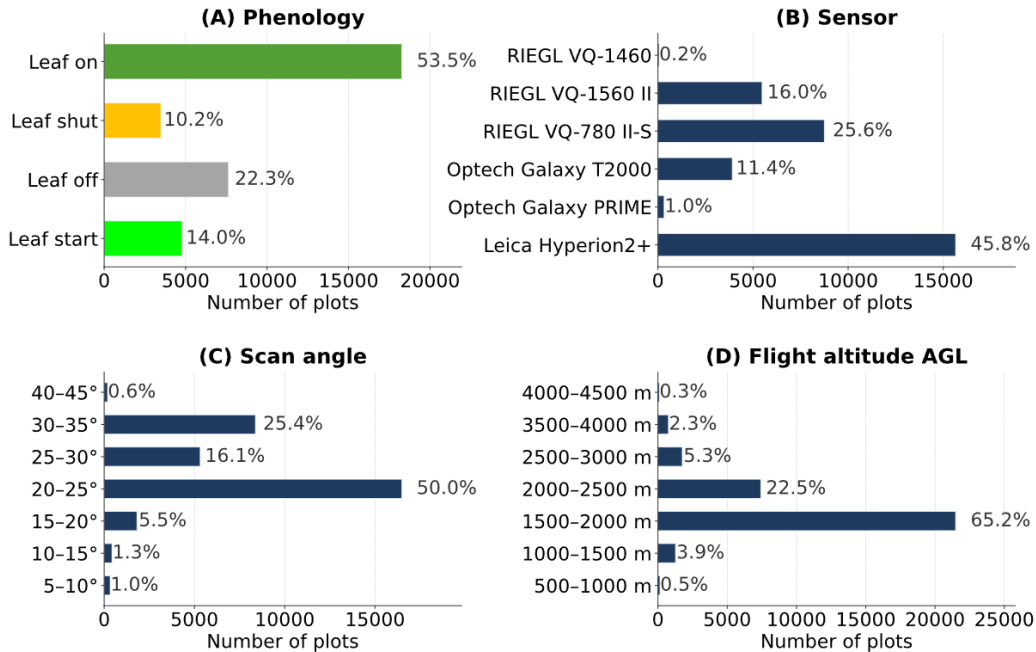 (A) Phenology
Leaf on
53.5%
Leaf shut
10.2%
Leaf off
22.3%
Leaf start
14.0%
0 5000 10000 15000 20000
Number of plots
(B) Sensor
RIEGL VQ-1460
0.2%
RIEGL VQ-1560 II
16.0%
RIEGL VQ-780 II-S
25.6%
Optech Galaxy T2000
11.4%
Optech Galaxy PRIME
1.0%
Leica Hyperion2+
45.8%
0 5000 10000 15000
Number of plots
(C) Scan angle
40–45°
0.6%
30–35°
25.4%
25–30°
16.1%
20–25°
50.0%
15–20°
5.5%
10–15°
1.3%
5–10°
1.0%
0 5000 10000 15000
Number of plots
(D) Flight altitude AGL
4000–4500 m
0.3%
3500–4000 m
2.3%
2500–3000 m
5.3%
2000–2500 m
22.5%
1500–2000 m
65.2%
1000–1500 m
3.9%
500–1000 m
0.5%
0 5000 10000 15000 20000 25000
Number of plots